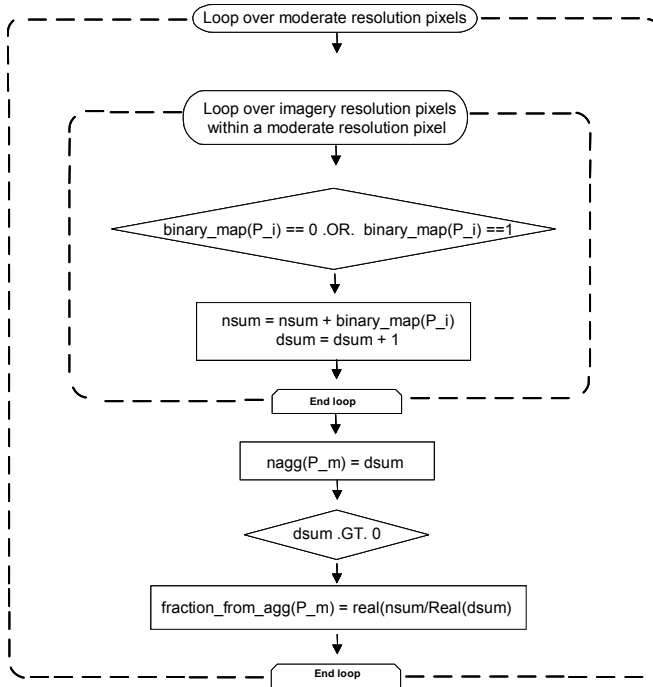 Loop over moderate resolution pixels
Loop over imagery resolution pixels
within a moderate resolution pixel
binary_map(P_i) == 0 .OR. binary_map(P_i) ==1
nsum = nsum + binary_map(P_i)
dsum = dsum + 1
End loop
nagg(P_m) = dsum
dsum .GT. 0
fraction_from_agg(P_m) = real(nsum/Real(dsum)
End loop